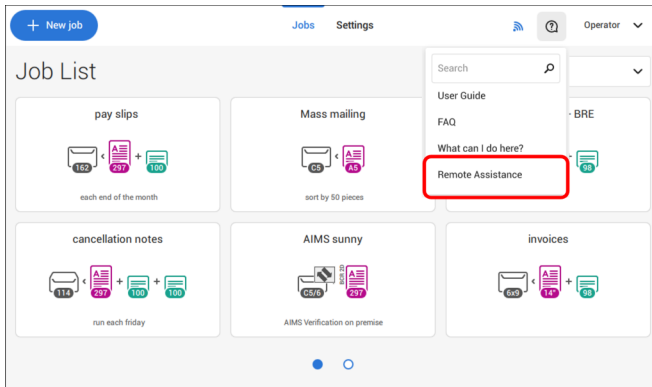 + New job
Jobs
Settings
Operator
Job List
Search
User Guide
FAQ
What can I do here?
Remote Assistance
pay slips
162
A
297
+
100
each end of the month
Mass mailing
C5
A5
sort by 50 pieces
- BRE
98
cancellation notes
114
A
297
+
100
+
100
run each friday
AIMS sunny
C5/6
BCR 2D
A
297
AIMS Verification on premise
invoices
6x9
A
14"
+
98